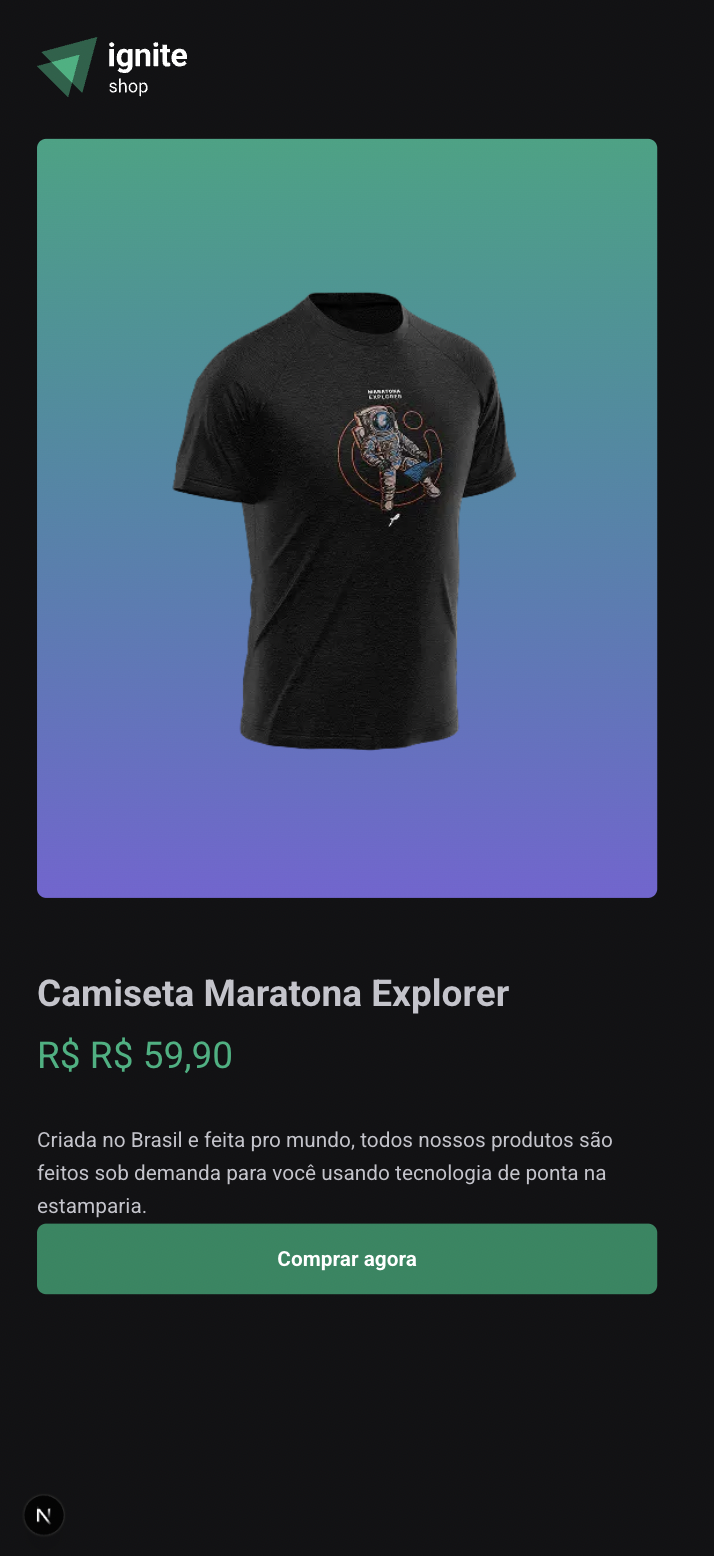 ignite
shop
MARATONA
EXPLORER
Camiseta Maratona Explorer
R$ R$ 59,90
Criada no Brasil e feita pro mundo, todos nossos produtos são
feitos sob demanda para você usando tecnologia de ponta na
estamparia.
Comprar agora
N